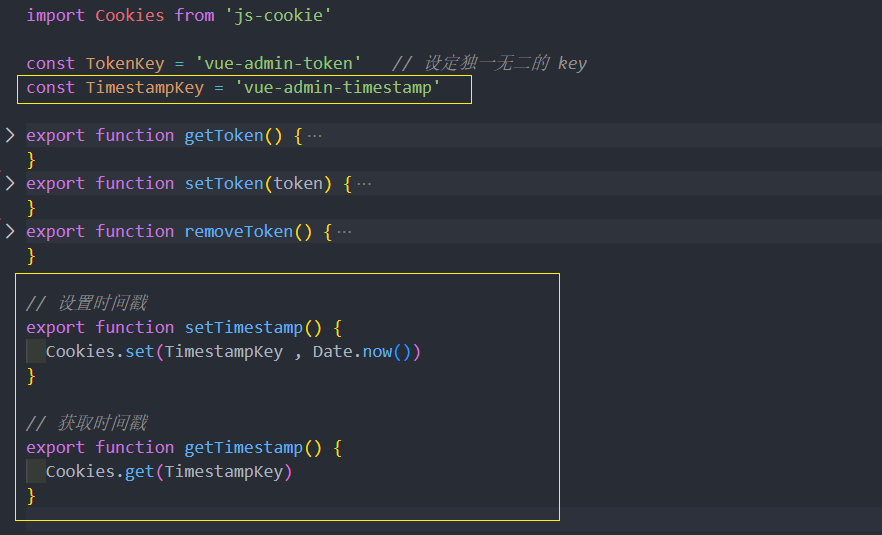 import Cookies from 'js-cookie'
const TokenKey = 'vue-admin-token'   // 设定独一无二的 key
const TimestampKey = 'vue-admin-timestamp'
export function getToken() {···
}
export function setToken(token) {···
}
export function removeToken() {···
}
// 设置时间戳
export function setTimestamp() {
  Cookies.set(TimestampKey , Date.now())
}
// 获取时间戳
export function getTimestamp() {
  Cookies.get(TimestampKey)
}